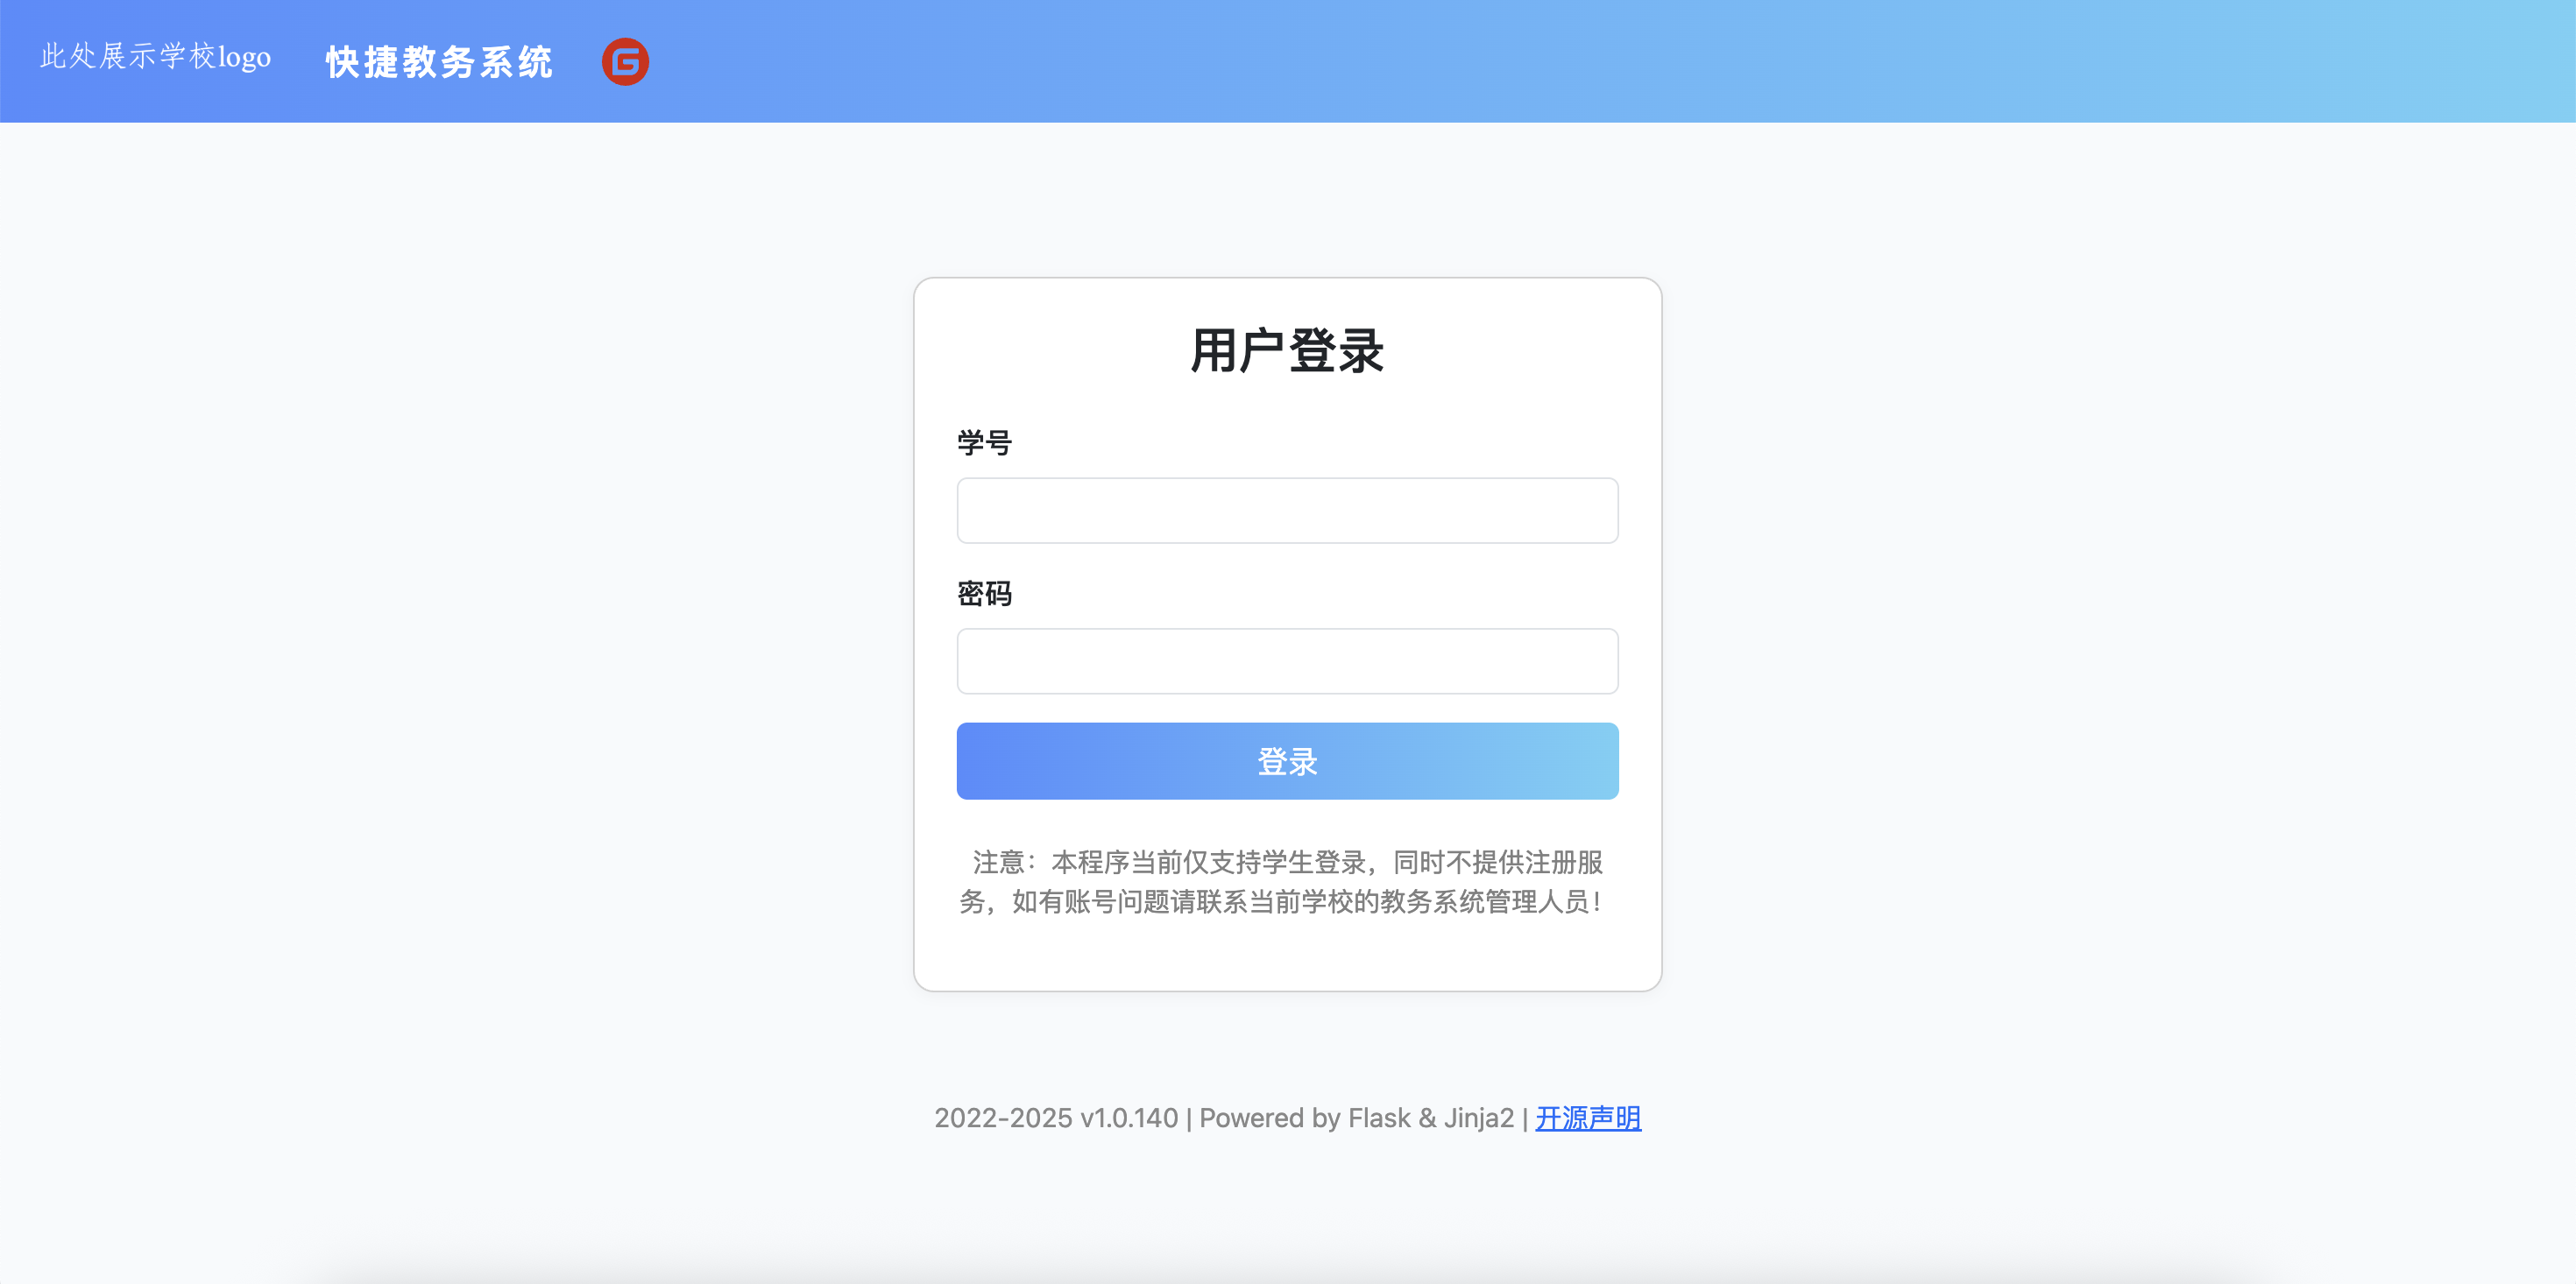 此处展示学校logo
快捷教务系统
用户登录
学号
密码
登录
注意：本程序当前仅支持学生登录，同时不提供注册服
务，如有账号问题请联系当前学校的教务系统管理人员！
2022-2025 v1.0.140 | Powered by Flask & Jinja2 | 开源声明